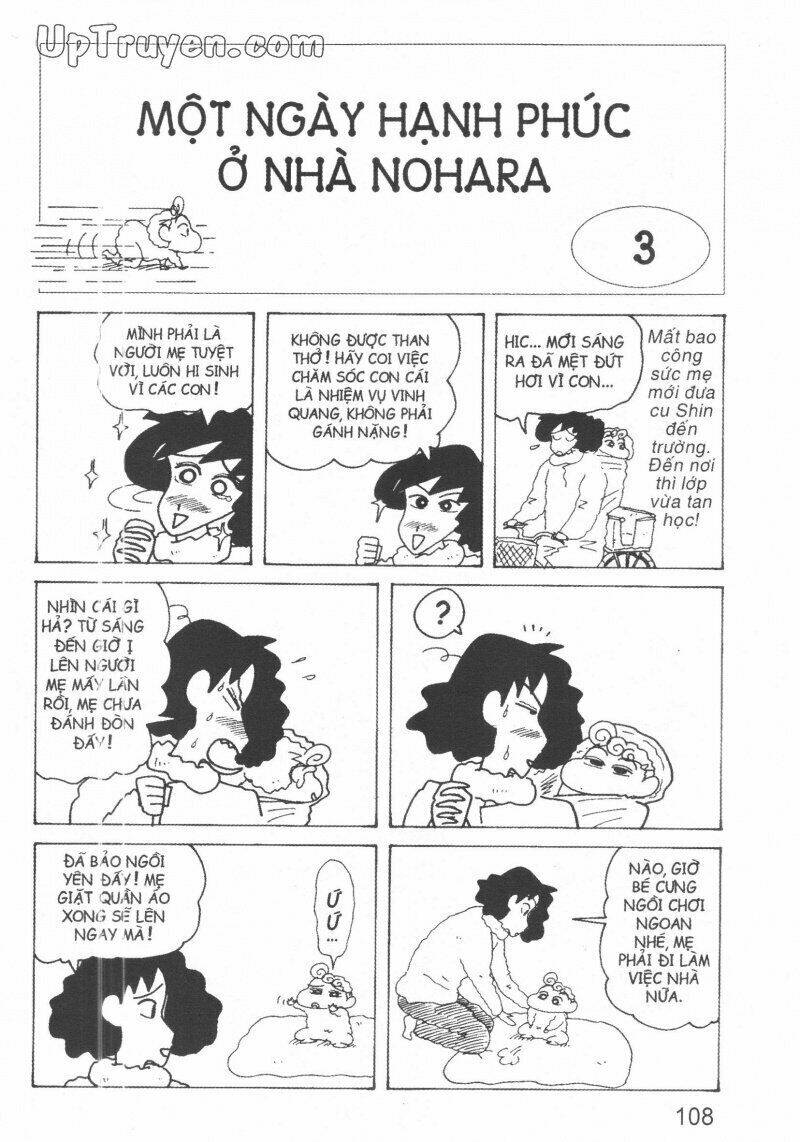 UpTruyen.com
MỘT NGÀY HẠNH PHÚC
Ở NHÀ NOHARA
3
Mất bao
công
sức mẹ
mới đưa
cu Shin
đến
trường.
Đến nơi
thì lớp
vừa tan
học!
HIC... MỚI SÁNG
RA ĐÃ MỆT ĐỨT
HƠI VÌ CON...
KHÔNG ĐƯỢC THAN
THỞ! HÃY COI VIỆC
CHĂM SÓC CON CÁI
LÀ NHIỆM VỤ VINH
QUANG, KHÔNG PHẢI
GÁNH NẶNG!
MÌNH PHẢI LÀ
NGƯỜI MẸ TUYỆT
VỜI, LUÔN HI SINH
VÌ CÁC CON!
?
NHÌN CÁI GÌ
HẢ? TỪ SÁNG
ĐẾN GIỜ Ị
LÊN NGƯỜI
MẸ MẤY LẦN
RỒI, MẸ CHƯA
ĐÁNH ĐÒN
ĐẤY!
NÀO, GIỜ
BÉ CƯNG
NGỒI CHƠI
NGOAN
NHÉ, MẸ
PHẢI ĐI LÀM
VIỆC NHÀ
NỮA.
Ứ
Ứ
...
ĐÃ BẢO NGỒI
YÊN ĐẤY! MẸ
GIẶT QUẦN ÁO
XONG SẼ LÊN
NGAY MÀ!
108